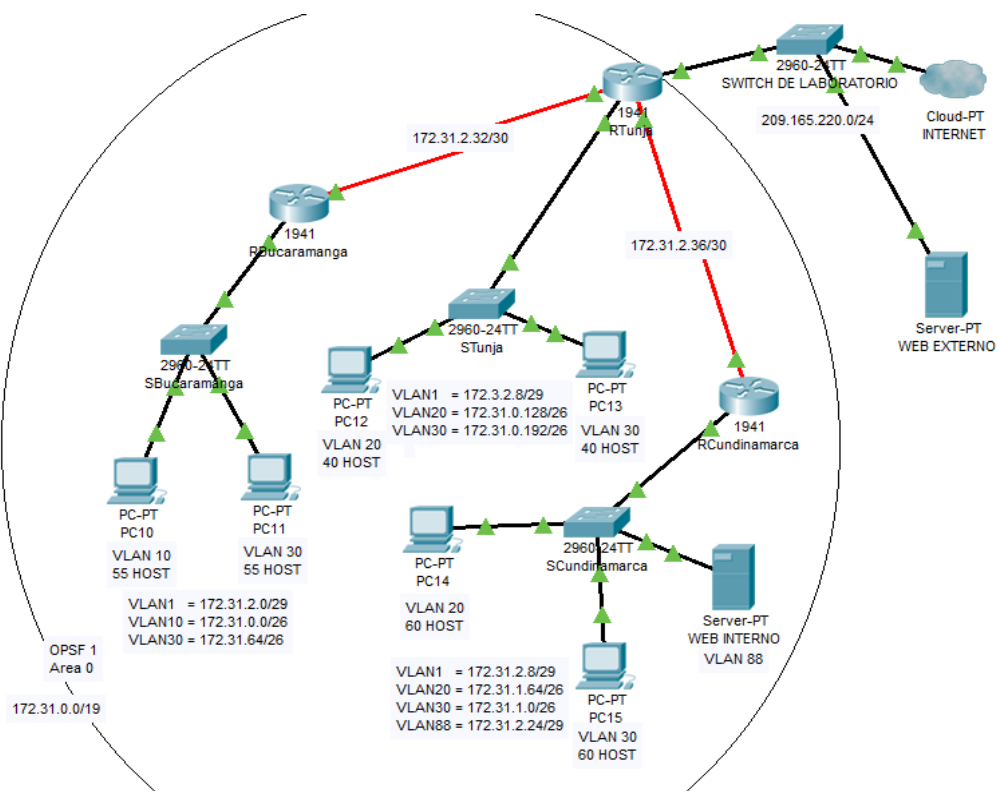 2960-24TT
SWITCH DE LABORATORIO
Cloud-PT
INTERNET
209.165.220.0/24
1941
RTunja
172.31.2.32/30
1941
RBucaramanga
172.31.2.36/30
Server-PT
WEB EXTERNO
2960-24TT
STunja
2960-24TT
SBucaramanga
PC-PT
PC12
VLAN 20
40 HOST
VLAN1 = 172.3.2.8/29
VLAN20 = 172.31.0.128/26
VLAN30 = 172.31.0.192/26
PC-PT
PC13
VLAN 30
40 HOST
1941
RCundinamarca
PC-PT
PC10
VLAN 10
55 HOST
PC-PT
PC11
VLAN 30
55 HOST
VLAN1 = 172.31.2.0/29
VLAN10 = 172.31.0.0/26
VLAN30 = 172.31.64/26
2960-24TT
SCundinamarca
PC-PT
PC14
VLAN 20
60 HOST
Server-PT
WEB INTERNO
VLAN 88
VLAN1 = 172.31.2.8/29
VLAN20 = 172.31.1.64/26
VLAN30 = 172.31.1.0/26
VLAN88 = 172.31.2.24/29
PC-PT
PC15
VLAN 30
60 HOST
OPSF 1
Area 0
172.31.0.0/19